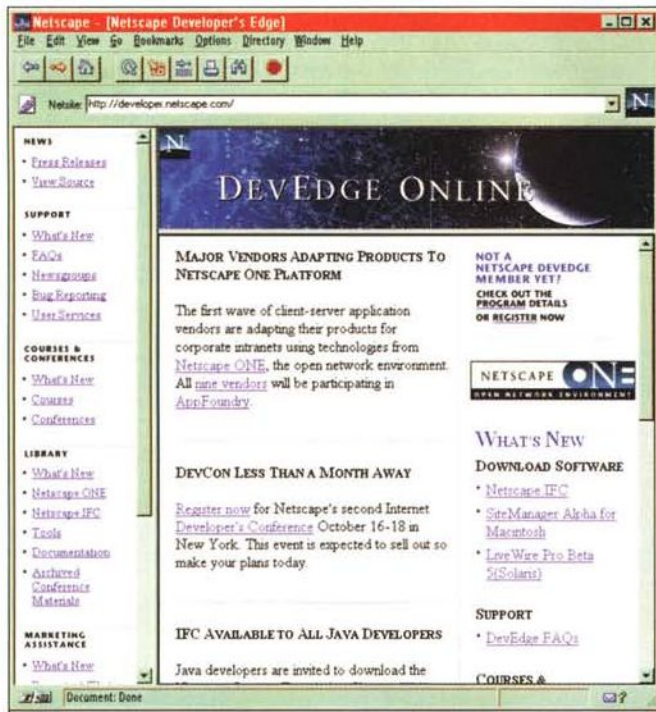 Netscape - [Netscape Developer's Edge]
File Edit View Go Bookmarks Options Directory Window Help
Netsite: http://developer.netscape.com/
N
NEWS
• Press Releases
• View Source
SUPPORT
• What's New
• FAQs
• Newsgroups
• Bug Reporting
• User Services
COURSES &
CONFERENCES
• What's New
• Courses
• Conferences
LIBRARY
• What's New
• Netscape ONE
• Netscape IFC
• Tools
• Documentation
• Archived
Conference
Materials
MARKETING
ASSISTANCE
• What's New
N
DEVEDGE ONLINE
MAJOR VENDORS ADAPTING PRODUCTS TO
NETSCAPE ONE PLATFORM
The first wave of client-server application
vendors are adapting their products for
corporate intranets using technologies from
Netscape ONE, the open network environment.
All nine vendors will be participating in
AppFoundry.
DEVCON LESS THAN A MONTH AWAY
Register now for Netscape's second Internet
Developer's Conference October 16-18 in
New York. This event is expected to sell out so
make your plans today.
IFC AVAILABLE TO ALL JAVA DEVELOPERS
Java developers are invited to download the
NOT A
NETSCAPE DEVEDGE
MEMBER YET?
CHECK OUT THE
PROGRAM DETAILS
OR REGISTER NOW
NETSCAPE ONE
OPEN NETWORK ENVIRONMENT
WHAT'S NEW
DOWNLOAD SOFTWARE
• Netscape IFC
• SiteManager Alpha for
Macintosh
• LiveWire Pro Beta
5(Solaris)
SUPPORT
• DevEdge FAQs
COURSES &
Document: Done